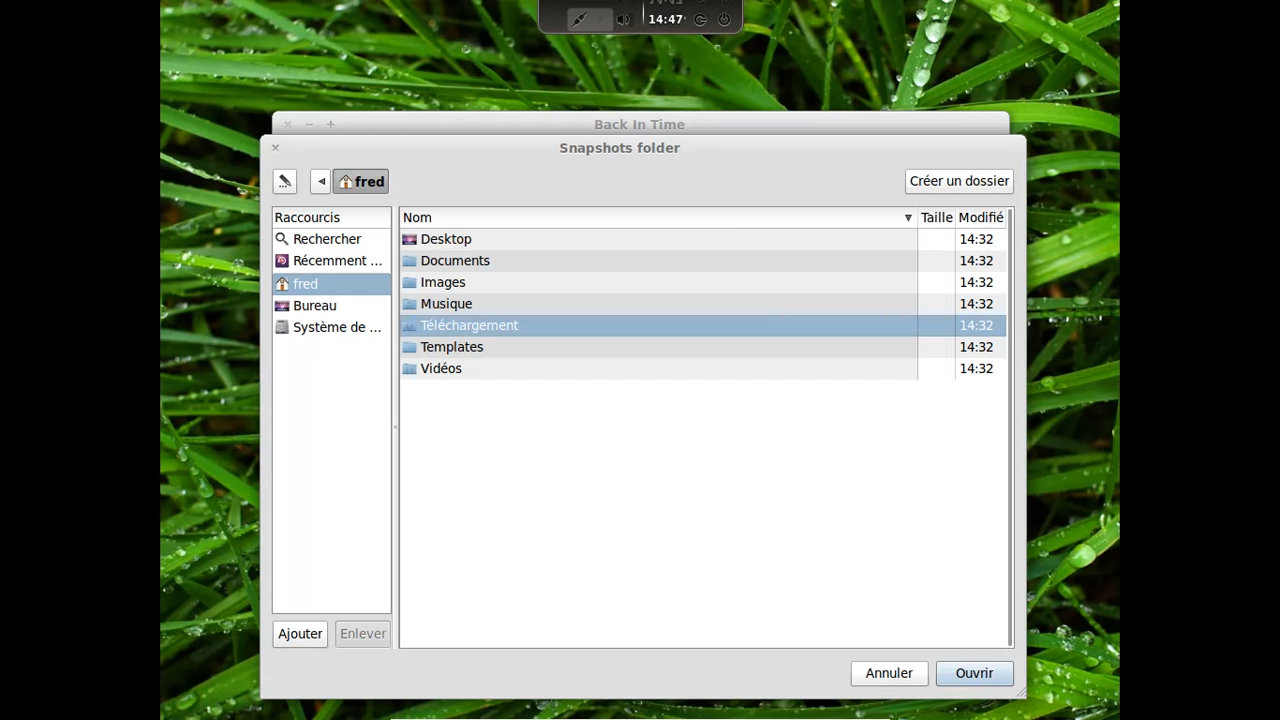 14:47
Back In Time
Snapshots folder
fred
Créer un dossier
Raccourcis
Nom
Taille
Modifié
Rechercher
Récemment ...
fred
Bureau
Système de ...
Desktop 14:32
Documents 14:32
Images 14:32
Musique 14:32
Téléchargement 14:32
Templates 14:32
Vidéos 14:32
Ajouter
Enlever
Annuler
Ouvrir